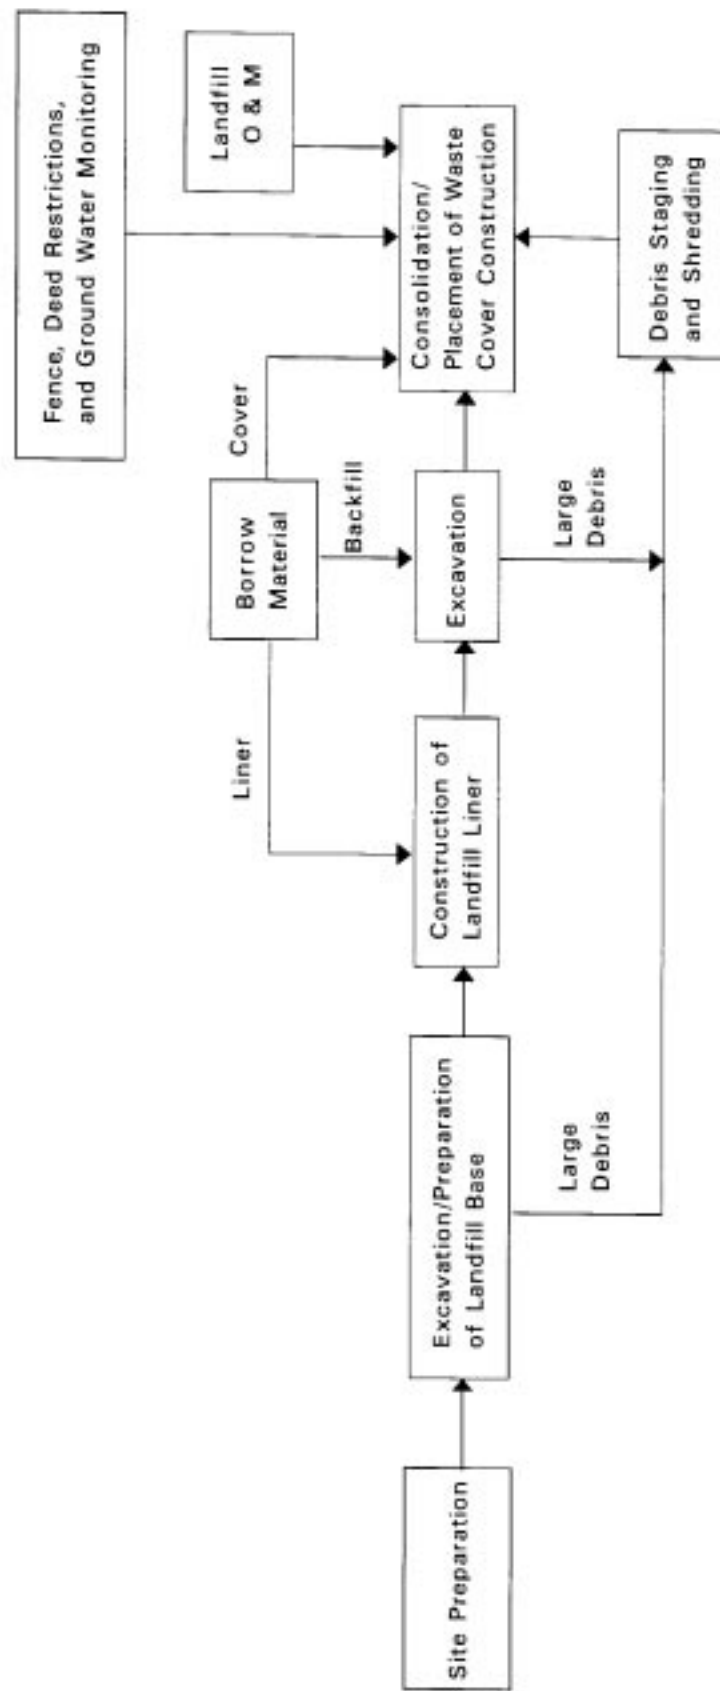 Fence, Deed Restrictions,
and Ground Water Monitoring
Landfill
O & M
Borrow
Material
Cover
Liner
Backfill
Site Preparation
Excavation/Preparation
of Landfill Base
Construction of
Landfill Liner
Excavation
Consolidation/
Placement of Waste
Cover Construction
Large
Debris
Large
Debris
Debris Staging
and Shredding